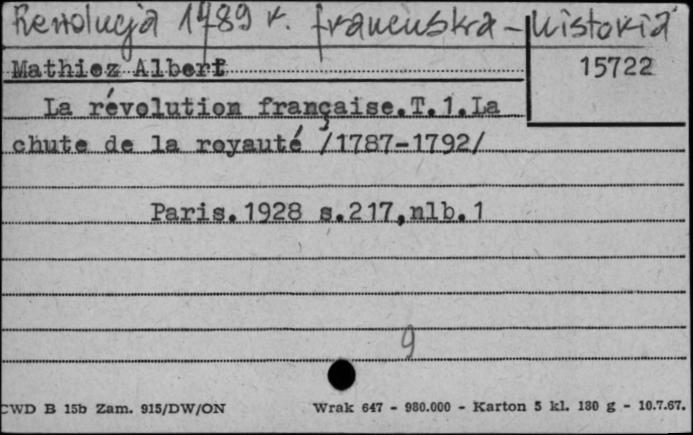 Rewolucja 1789 r. francuska - historia
Mathiez Albert
15722
La révolution française.T.1.La
chute de la royauté /1787-1792/
Paris.1928 s.217,nlb.1
9
CWD B 15b Zam. 915/DW/ON Wrak 647 - 980.000 - Karton 5 kl. 180 g - 10.7.67.